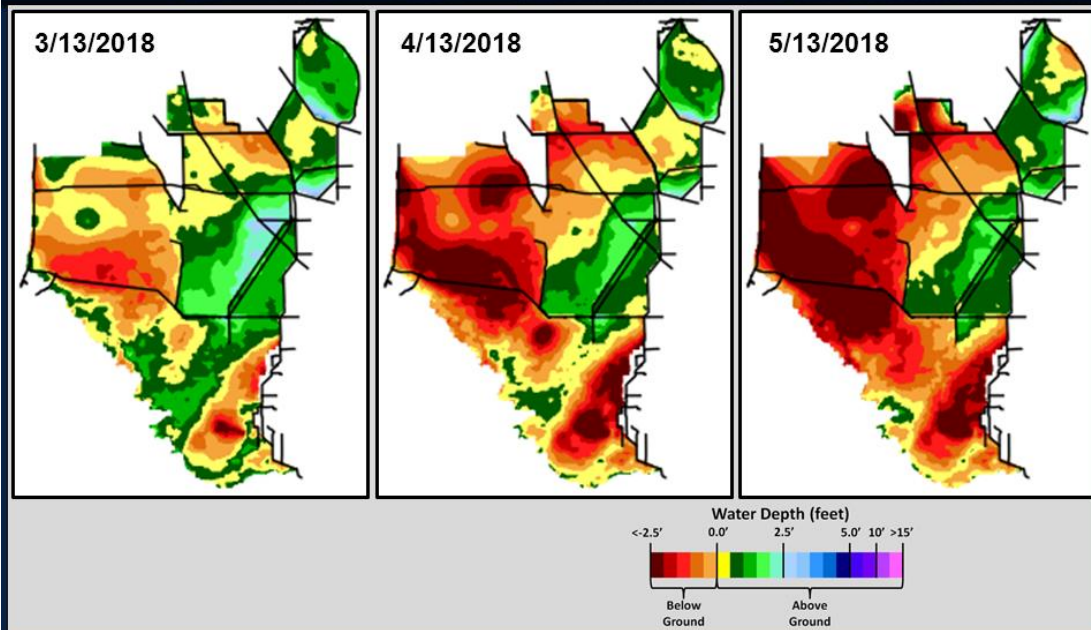 3/13/2018
4/13/2018
5/13/2018
Water Depth (feet)
<-2.5' 0.0' 2.5' 5.0' 10' >15'
Below Above
Ground Ground